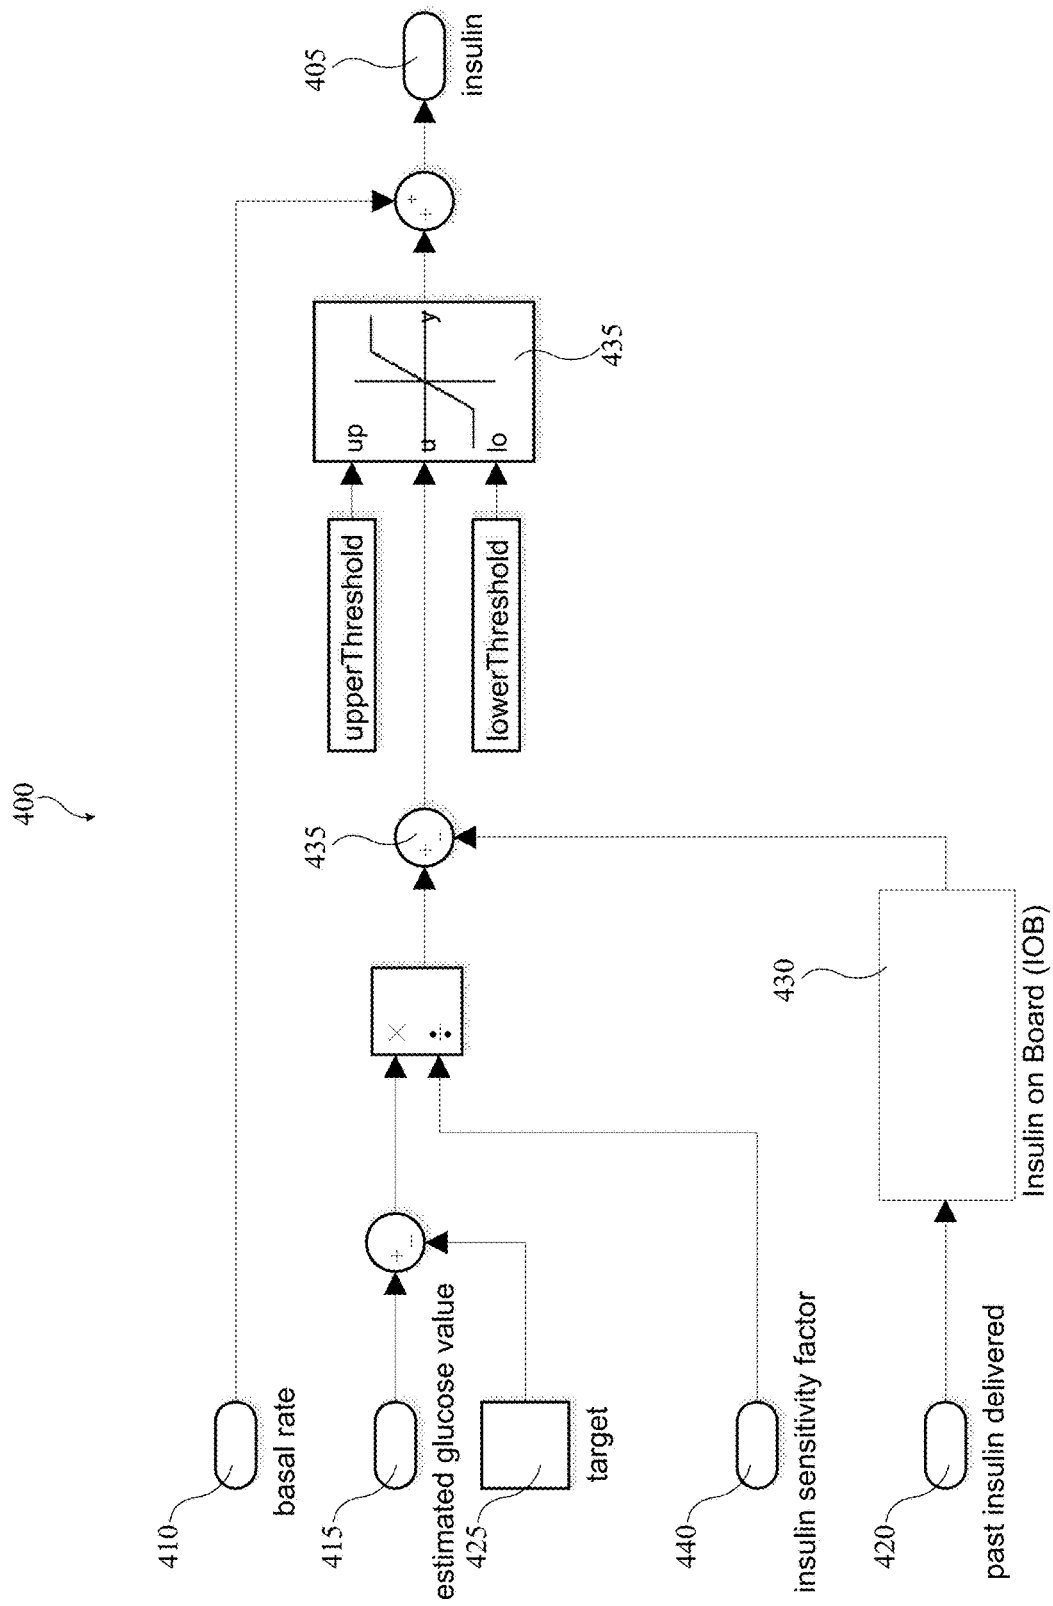 400
410
basal rate
415
estimated glucose value
425
target
440
insulin sensitivity factor
420
past insulin delivered
+
−
×
÷
430
Insulin on Board (IOB)
435
+
−
upperThreshold
lowerThreshold
up
u
lo
y
435
+
+
405
insulin